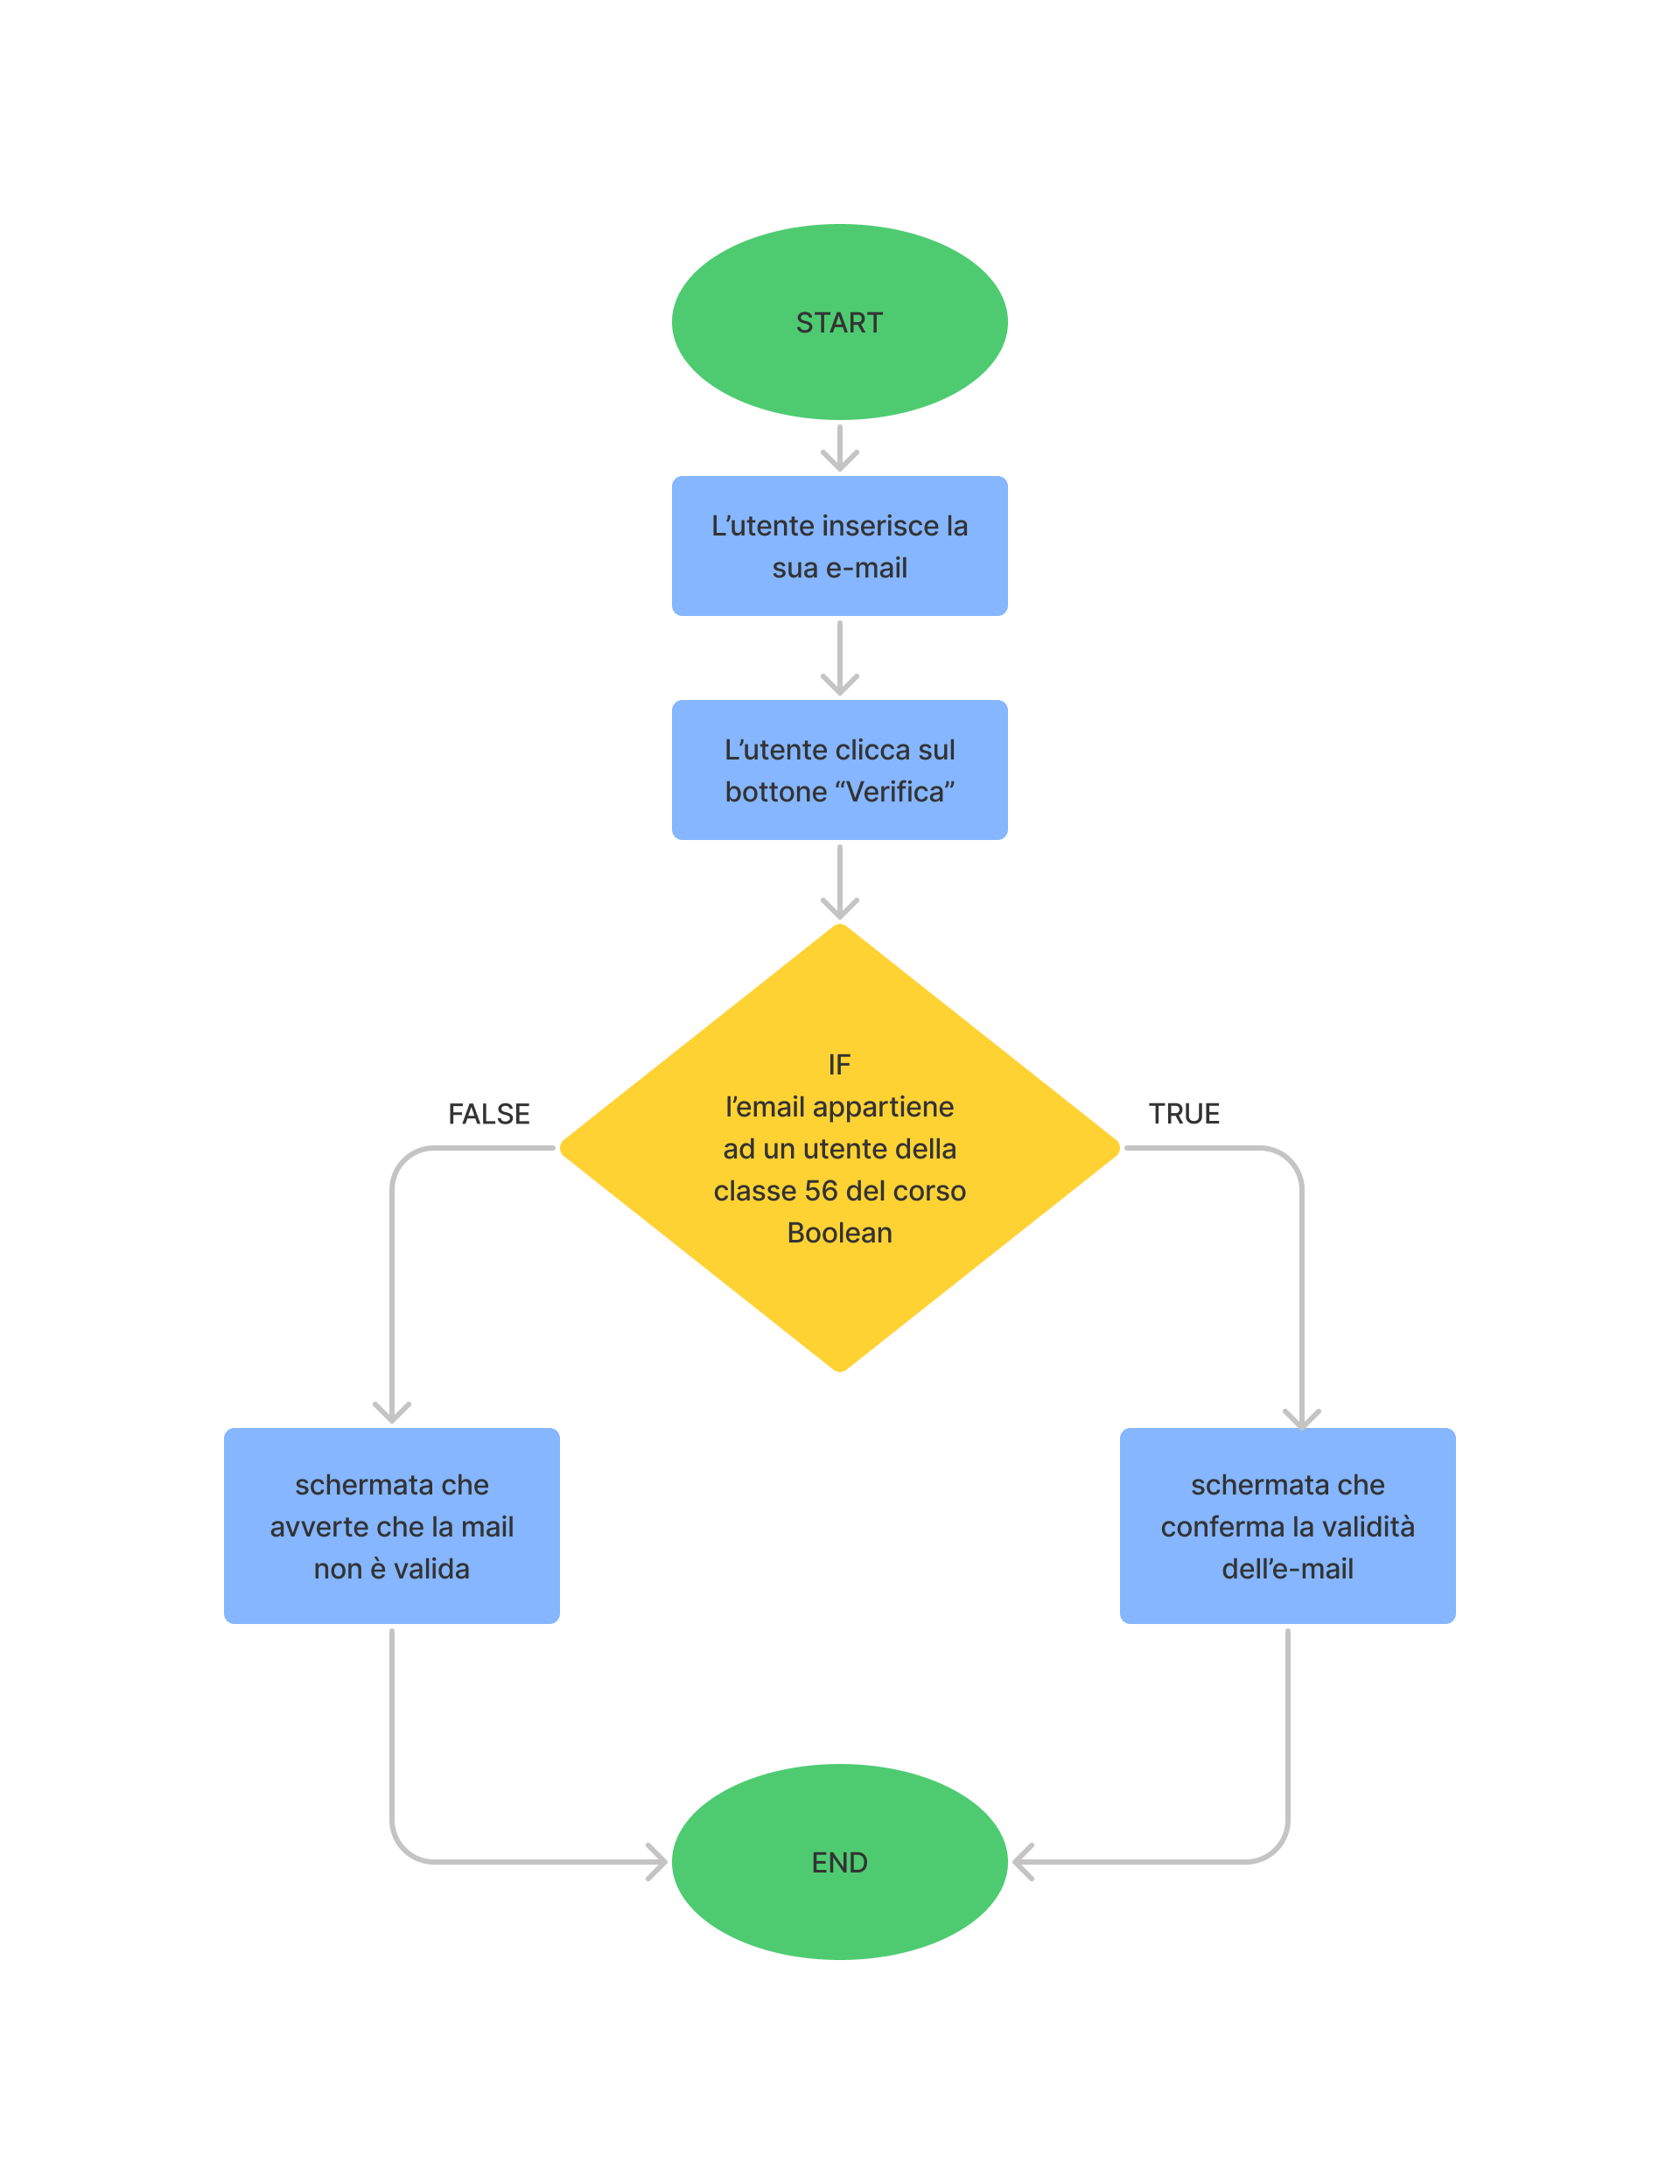 START
L’utente inserisce la
sua e-mail
L’utente clicca sul
bottone “Verifica”
IF
l’email appartiene
ad un utente della
classe 56 del corso
Boolean
FALSE
TRUE
schermata che
avverte che la mail
non è valida
schermata che
conferma la validità
dell’e-mail
END